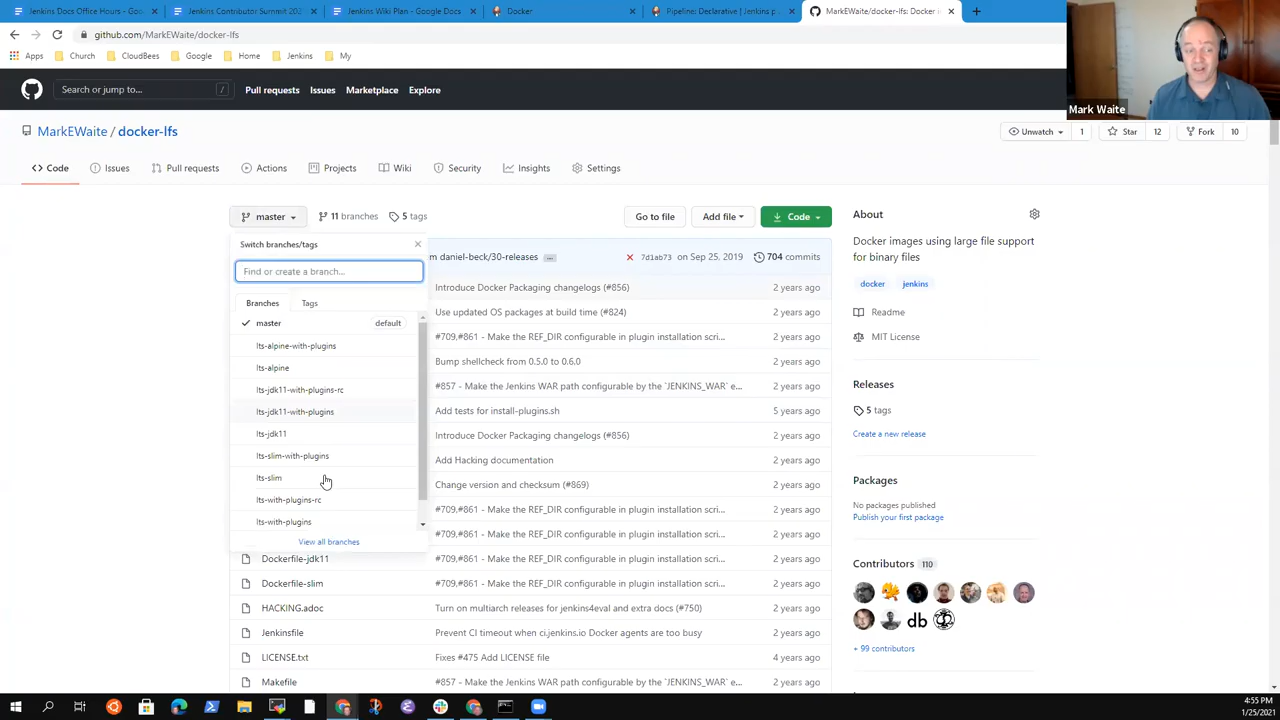 Jenkins Docs Office Hours - Goo
Jenkins Contributor Summit 202
Jenkins Wiki Plan - Google Docs
Docker
Pipeline: Declarative | Jenkins p
MarkEWaite/docker-lfs: Docker i
github.com/MarkEWaite/docker-lfs
Apps
Church
CloudBees
Google
Home
Jenkins
My
Mark Waite
Search or jump to...
/
Pull requests
Issues
Marketplace
Explore
MarkEWaite / docker-lfs
Unwatch
1
Star
12
Fork
10
Code
Issues
Pull requests
Actions
Projects
Wiki
Security
Insights
Settings
master
11 branches
5 tags
Go to file
Add file
Code
Switch branches/tags
Find or create a branch...
Branches
Tags
master
default
lts-alpine-with-plugins
lts-alpine
lts-jdk11-with-plugins-rc
lts-jdk11-with-plugins
lts-jdk11
lts-slim-with-plugins
lts-slim
lts-with-plugins-rc
lts-with-plugins
View all branches
m daniel-beck/30-releases
...
7d1ab73
on Sep 25, 2019
704 commits
Introduce Docker Packaging changelogs (#856)
2 years ago
Use updated OS packages at build time (#824)
2 years ago
#709,#861 - Make the REF_DIR configurable in plugin installation scri...
2 years ago
Bump shellcheck from 0.5.0 to 0.6.0
2 years ago
#857 - Make the Jenkins WAR path configurable by the `JENKINS_WAR` e...
2 years ago
Add tests for install-plugins.sh
5 years ago
Introduce Docker Packaging changelogs (#856)
2 years ago
Add Hacking documentation
2 years ago
Change version and checksum (#869)
2 years ago
#709,#861 - Make the REF_DIR configurable in plugin installation scri...
2 years ago
#709,#861 - Make the REF_DIR configurable in plugin installation scri...
2 years ago
Dockerfile-jdk11
#709,#861 - Make the REF_DIR configurable in plugin installation scri...
2 years ago
Dockerfile-slim
#709,#861 - Make the REF_DIR configurable in plugin installation scri...
2 years ago
HACKING.adoc
Turn on multiarch releases for jenkins4eval and extra docs (#750)
2 years ago
Jenkinsfile
Prevent CI timeout when ci.jenkins.io Docker agents are too busy
2 years ago
LICENSE.txt
Fixes #475 Add LICENSE file
4 years ago
Makefile
#857 - Make the Jenkins WAR path configurable by the `JENKINS_WAR` e...
2 years ago
About
Docker images using large file support
for binary files
docker
jenkins
Readme
MIT License
Releases
5 tags
Create a new release
Packages
No packages published
Publish your first package
Contributors 110
db
+ 99 contributors
4:55 PM
1/25/2021